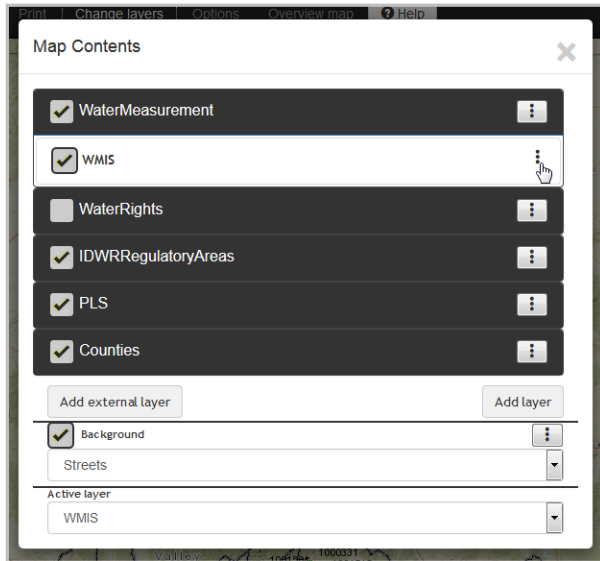 Print Change layers Options Overview map Help
Map Contents
WaterMeasurement
WMIS
WaterRights
IDWRRegulatoryAreas
PLS
Counties
Add external layer Add layer
Background
Streets
Active layer
WMIS
Valley 1000331